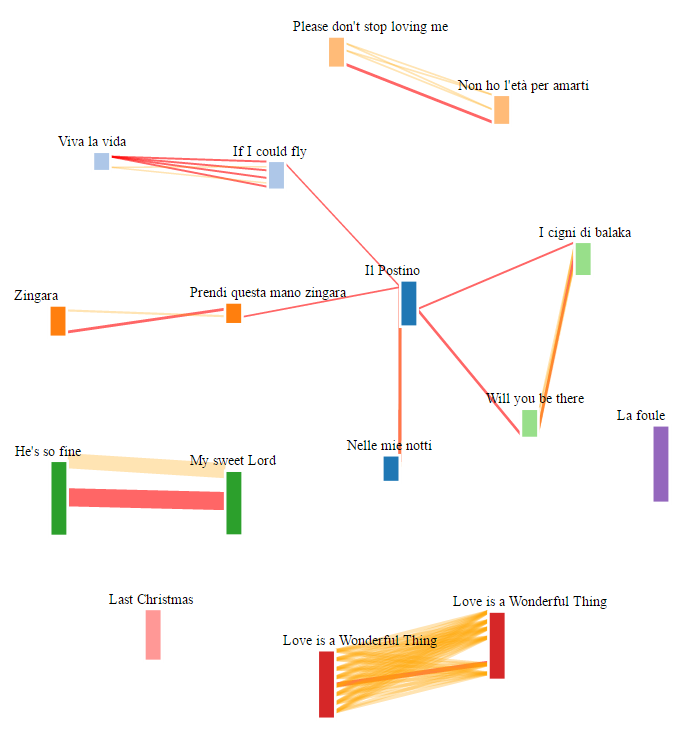 Please don't stop loving me
Non ho l'età per amarti
Viva la vida
If I could fly
I cigni di balaka
Il Postino
Zingara
Prendi questa mano zingara
Will you be there
La foule
He's so fine
My sweet Lord
Nelle mie notti
Last Christmas
Love is a Wonderful Thing
Love is a Wonderful Thing